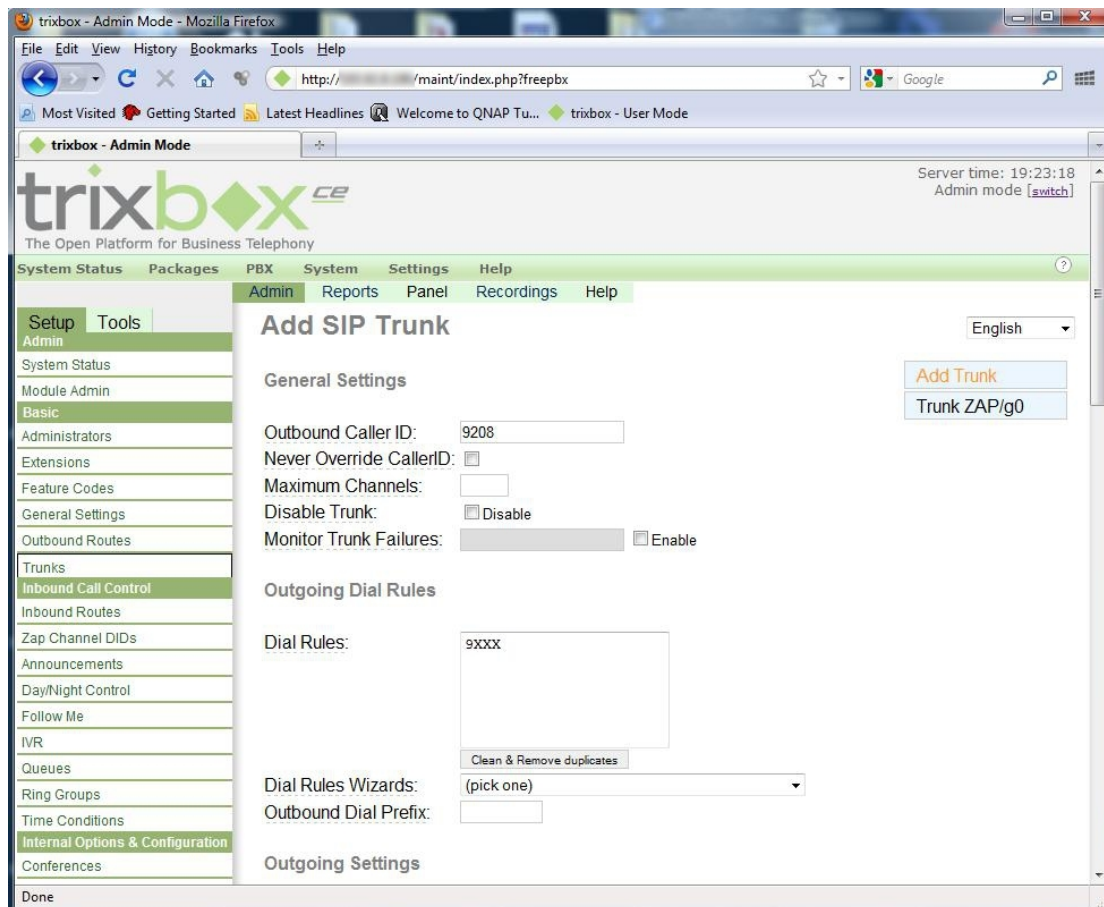 trixbox - Admin Mode - Mozilla Firefox
File Edit View History Bookmarks Tools Help
http:// /maint/index.php?freepbx Google
Most Visited Getting Started Latest Headlines Welcome to QNAP Tu... trixbox - User Mode
trixbox - Admin Mode
Server time: 19:23:18
Admin mode [switch]
trixbox ce
The Open Platform for Business Telephony
System Status Packages PBX System Settings Help ?
Admin Reports Panel Recordings Help
Setup Tools
Admin
System Status
Module Admin
Basic
Administrators
Extensions
Feature Codes
General Settings
Outbound Routes
Trunks
Inbound Call Control
Inbound Routes
Zap Channel DIDs
Announcements
Day/Night Control
Follow Me
IVR
Queues
Ring Groups
Time Conditions
Internal Options & Configuration
Conferences
Add SIP Trunk
English
Add Trunk
Trunk ZAP/g0
General Settings
Outbound Caller ID: 9208
Never Override CallerID:
Maximum Channels:
Disable Trunk: Disable
Monitor Trunk Failures: Enable
Outgoing Dial Rules
Dial Rules: 9XXX
Clean & Remove duplicates
Dial Rules Wizards: (pick one)
Outbound Dial Prefix:
Outgoing Settings
Done